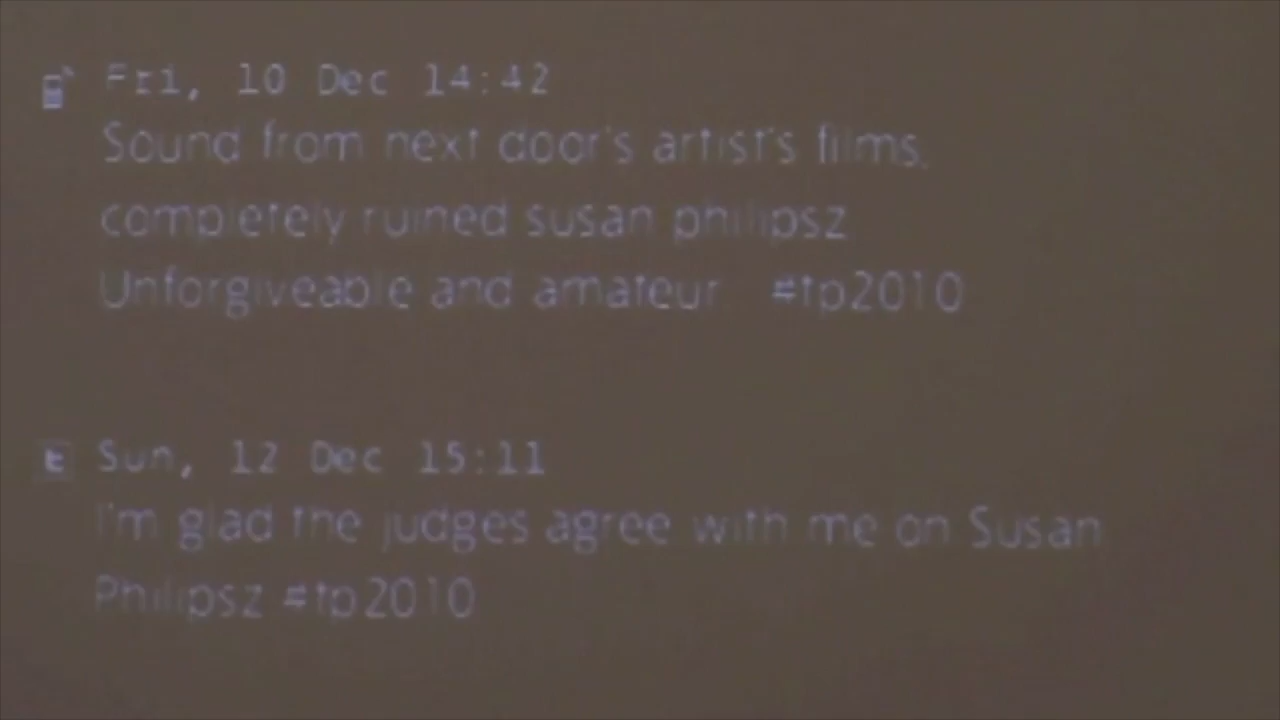 Fri, 10 Dec 14:42
Sound from next door's artist's films,
completely ruined susan philipsz
Unforgiveable and amateur #tp2010
t Sun, 12 Dec 15:11
I'm glad the judges agree with me on Susan
Philipsz #tp2010